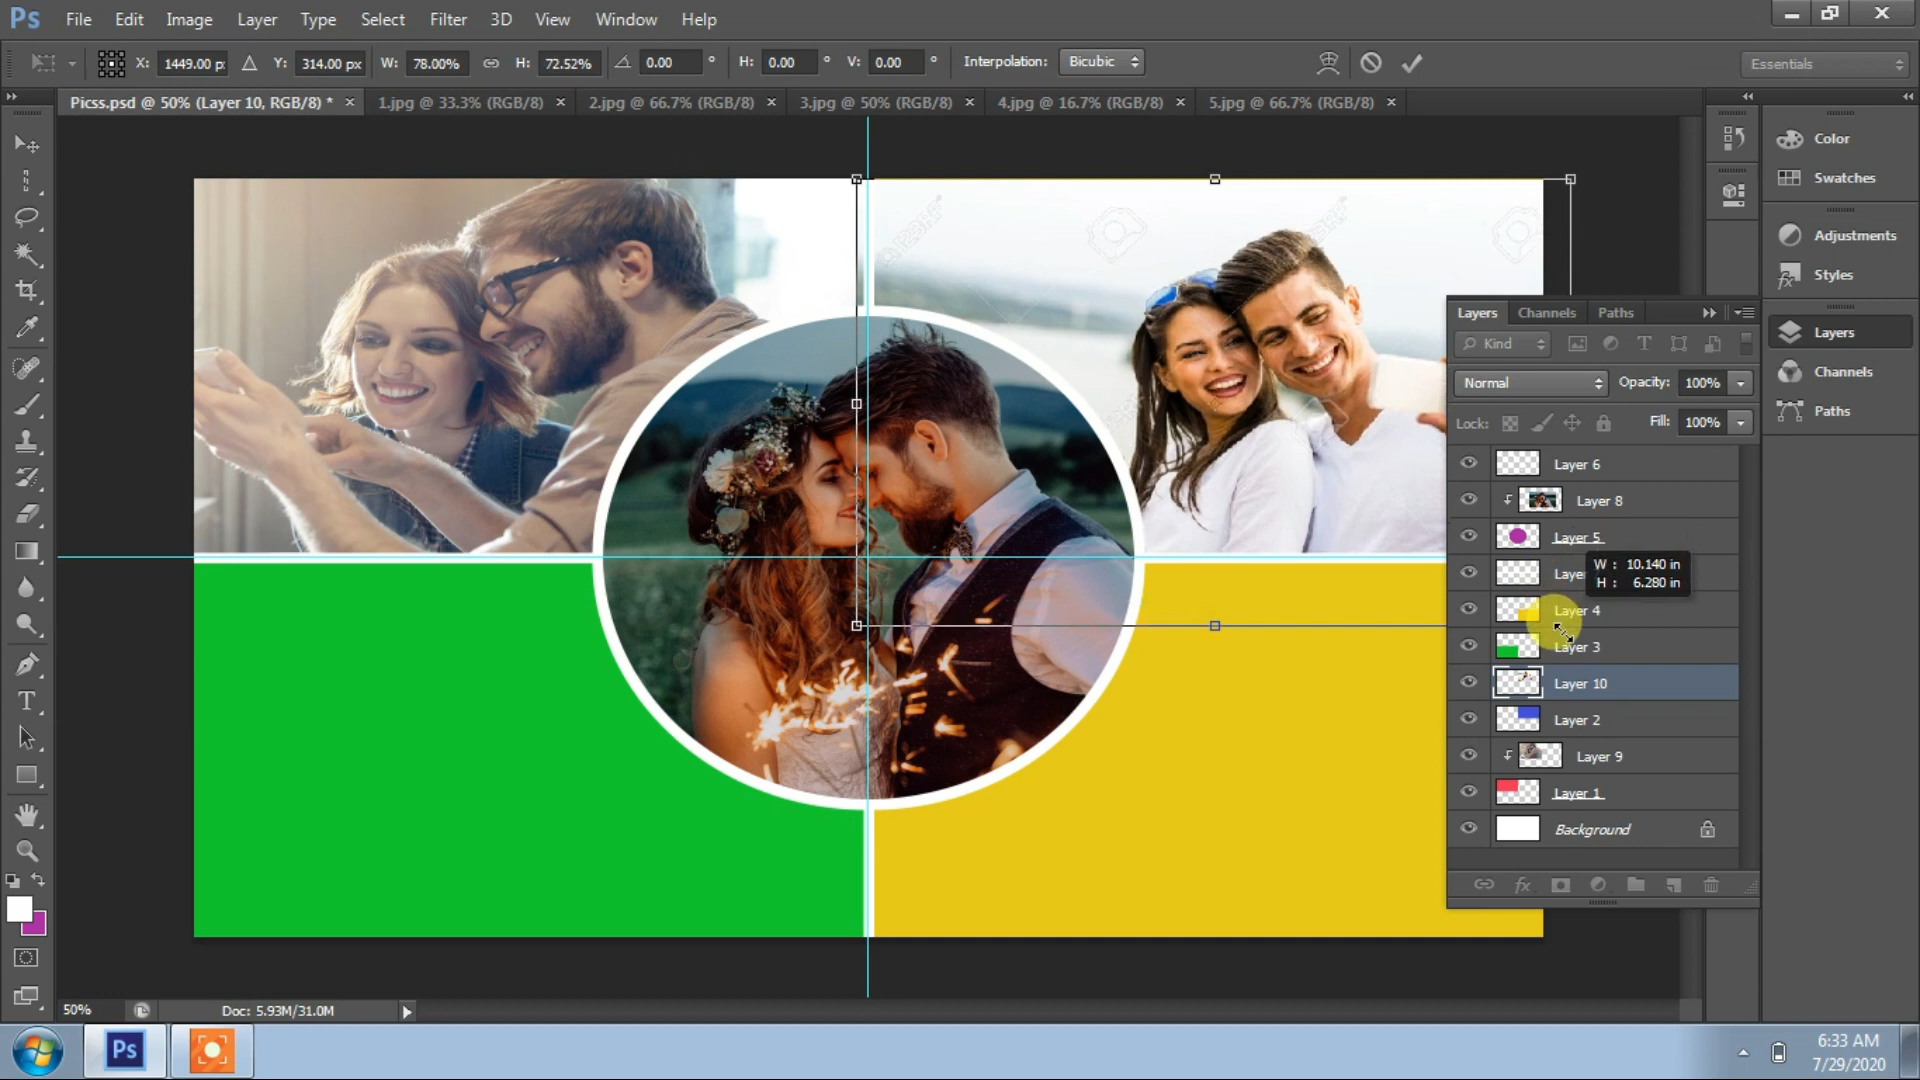 Ps File Edit Image Layer Type Select Filter 3D View Window Help
X: 1449.00 p Y: 314.00 px W: 78.00% H: 72.52% 0.00 ° H: 0.00 ° V: 0.00 ° Interpolation: Bicubic Essentials
Picss.psd @ 50% (Layer 10, RGB/8) * × 1.jpg @ 33.3% (RGB/8) × 2.jpg @ 66.7% (RGB/8) × 3.jpg @ 50% (RGB/8) × 4.jpg @ 16.7% (RGB/8) × 5.jpg @ 66.7% (RGB/8) ×
Color
Swatches
Adjustments
Styles
Layers
Channels
Paths
Layers Channels Paths
Kind
Normal Opacity: 100%
Lock: Fill: 100%
Layer 6
Layer 8
Layer 5
W : 10.140 in
H : 6.280 in
Laye
Layer 4
Layer 3
Layer 10
Layer 2
Layer 9
Layer 1
Background
123RF
50% Doc: 5.93M/31.0M
Ps
6:33 AM
7/29/2020